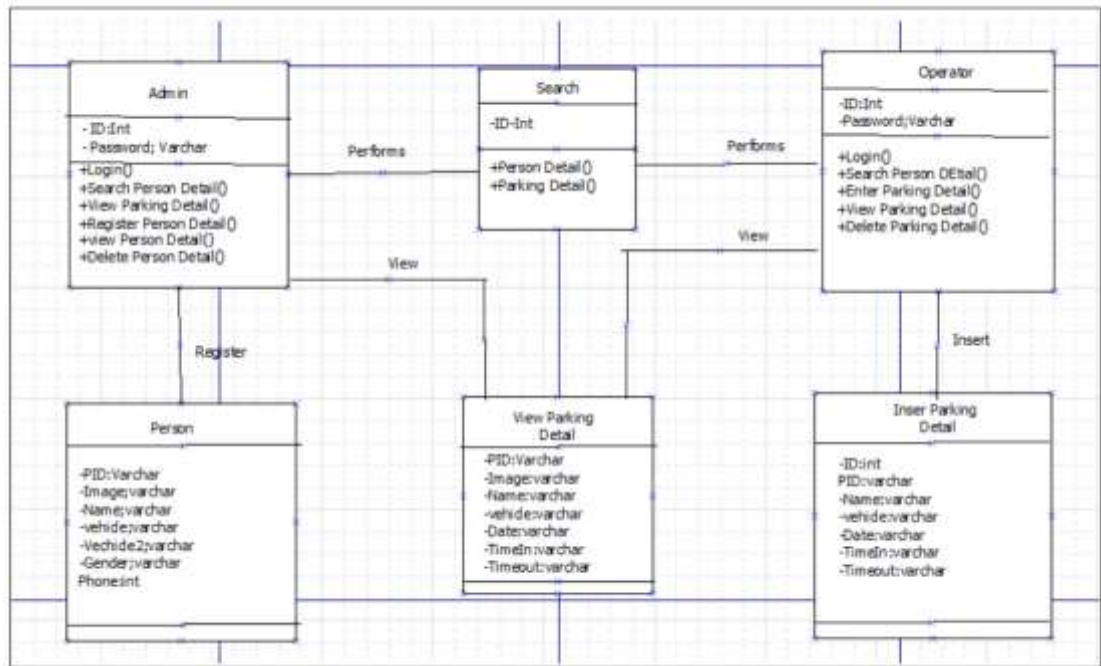 Admin
- ID:Int
- Password; Varchar
+Login()
+Search Person Detail()
+View Parking Detail()
+Register Person Detail()
+view Person Detail()
+Delete Person Detail()
Performs
Search
-ID-Int
+Person Detail()
+Parking Detail()
Performs
Operator
-ID:Int
-Password;Varchar
+Login()
+Search Person DEtial()
+Enter Parking Detail()
+View Parking Detail()
+Delete Parking Detail()
View
View
Register
Insert
Person
-PID:Varchar
-Image;varchar
-Name;varchar
-vehide;varchar
-Vechide2;varchar
-Gender;varchar
Phone:int
View Parking
Detail
-PID:Varchar
-Image:varchar
-Name:varchar
-vehide:varchar
-Date:varchar
-TimeIn:varchar
-Timeout:varchar
Inser Parking
Detail
-ID:int
PID:varchar
-Name:varchar
-vehide:varchar
-Date:varchar
-TimeIn:varchar
-Timeout:varchar